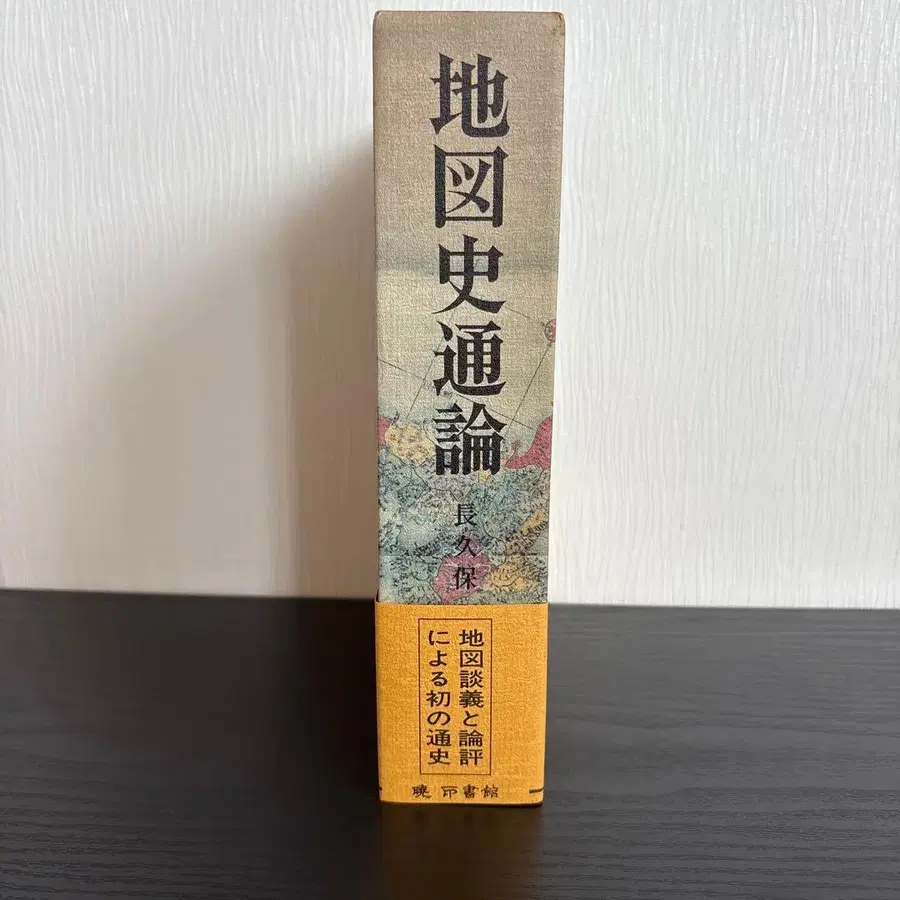 地図史通論
長久保
地図談義と論評
による初の通史
暁印書館